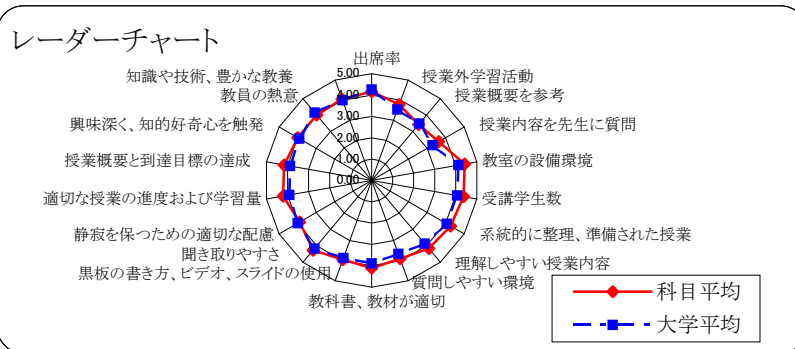 レーダーチャート
出席率
授業外学習活動
授業概要を参考
授業内容を先生に質問
教室の設備環境
受講学生数
系統的に整理、準備された授業
理解しやすい授業内容
質問しやすい環境
教科書、教材が適切
黒板の書き方、ビデオ、スライドの使用
聞き取りやすさ
静寂を保つための適切な配慮
適切な授業の進度および学習量
授業概要と到達目標の達成
興味深く、知的好奇心を触発
教員の熱意
知識や技術、豊かな教養
5.00
4.00
3.00
2.00
1.00
0.00
科目平均
大学平均